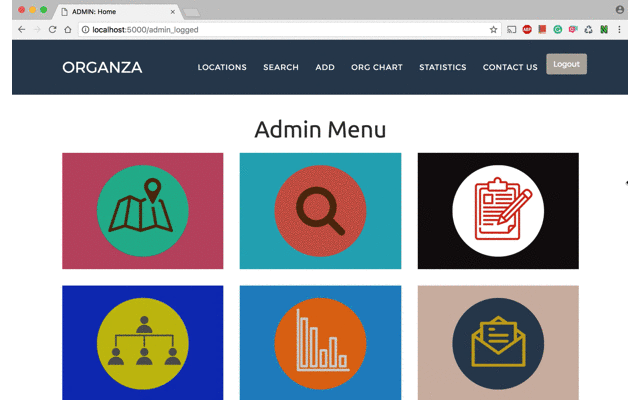 ADMIN: Home
localhost:5000/admin_logged
ORGANZA
LOCATIONS SEARCH ADD ORG CHART STATISTICS CONTACT US Logout
Admin Menu